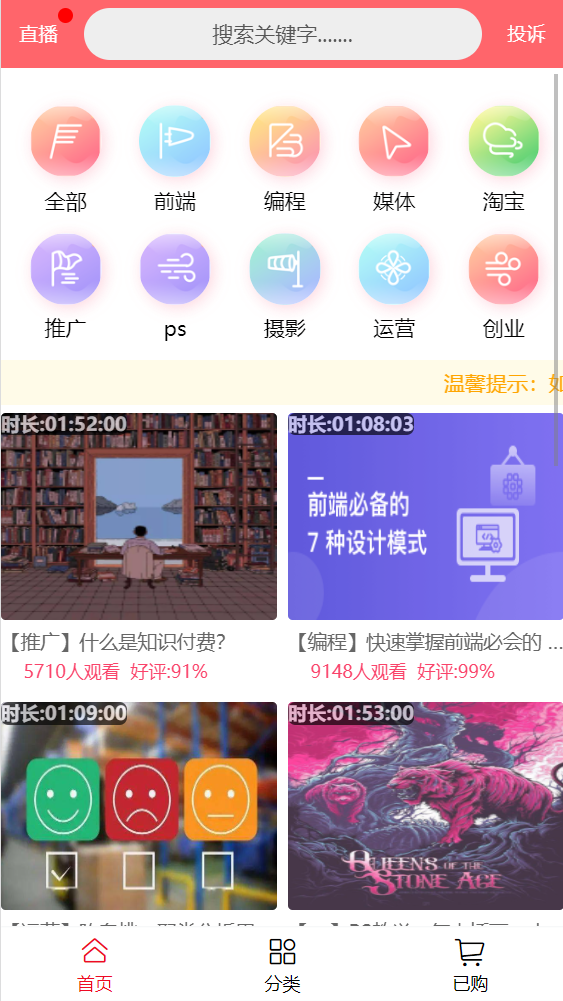 直播
搜索关键字.......
投诉
全部
前端
编程
媒体
淘宝
推广
ps
摄影
运营
创业
温馨提示：
时长:01:52:00
时长:01:08:03
前端必备的
7 种设计模式
【推广】什么是知识付费？
【编程】快速掌握前端必会的 ...
5710人观看 好评:91%
9148人观看 好评:99%
时长:01:09:00
时长:01:53:00
QUEENS OF THE
STONE AGE
首页
分类
已购